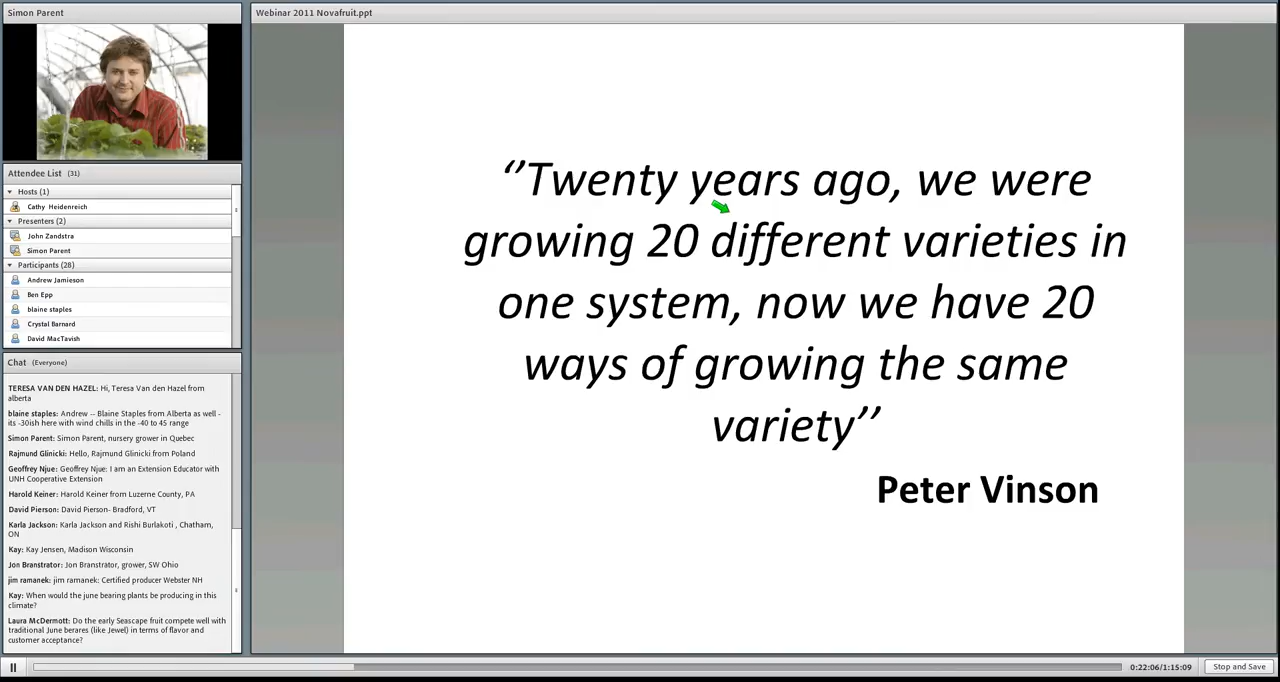 Simon Parent
Webinar 2011 Novafruit.ppt
Attendee List (31)
Hosts (1)
Cathy Heidenreich
Presenters (2)
John Zandstra
Simon Parent
Participants (28)
Andrew Jamieson
Ben Epp
blaine staples
Crystal Barnard
David MacTavish
Chat (Everyone)
TERESA VAN DEN HAZEL: Hi, Teresa Van den Hazel from
alberta
blaine staples: Andrew -- Blaine Staples from Alberta as well -
its -30ish here with wind chills in the -40 to 45 range
Simon Parent: Simon Parent, nursery grower in Quebec
Rajmund Glinicki: Hello, Rajmund Glinicki from Poland
Geoffrey Njue: Geoffrey Njue: I am an Extension Educator with
UNH Cooperative Extension
Harold Keiner: Harold Keiner from Luzerne County, PA
David Pierson: David Pierson- Bradford, VT
Karla Jackson: Karla Jackson and Rishi Burlakoti , Chatham,
ON
Kay: Kay Jensen, Madison Wisconsin
Jon Branstrator: Jon Branstrator, grower, SW Ohio
jim ramanek: jim ramanek: Certified producer Webster NH
Kay: When would the june bearing plants be producing in this
climate?
Laura McDermott: Do the early Seascape fruit compete well with
traditional June berares (like Jewel) in terms of flavor and
customer acceptance?
‘’Twenty years ago, we were
growing 20 different varieties in
one system, now we have 20
ways of growing the same
variety’’
Peter Vinson
0:22:06/1:15:09
Stop and Save